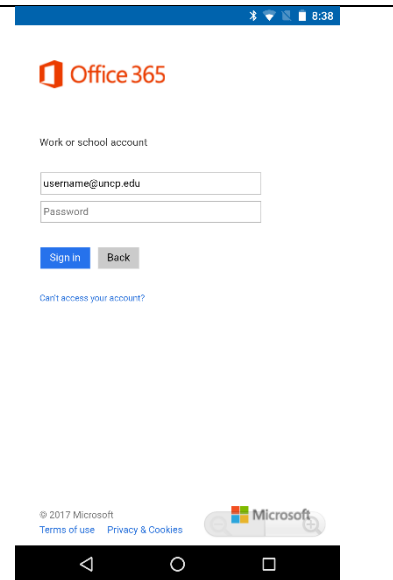 8:38
Office 365
Work or school account
username@uncp.edu
Password
Sign in Back
Can't access your account?
© 2017 Microsoft
Terms of use Privacy & Cookies
Microsoft